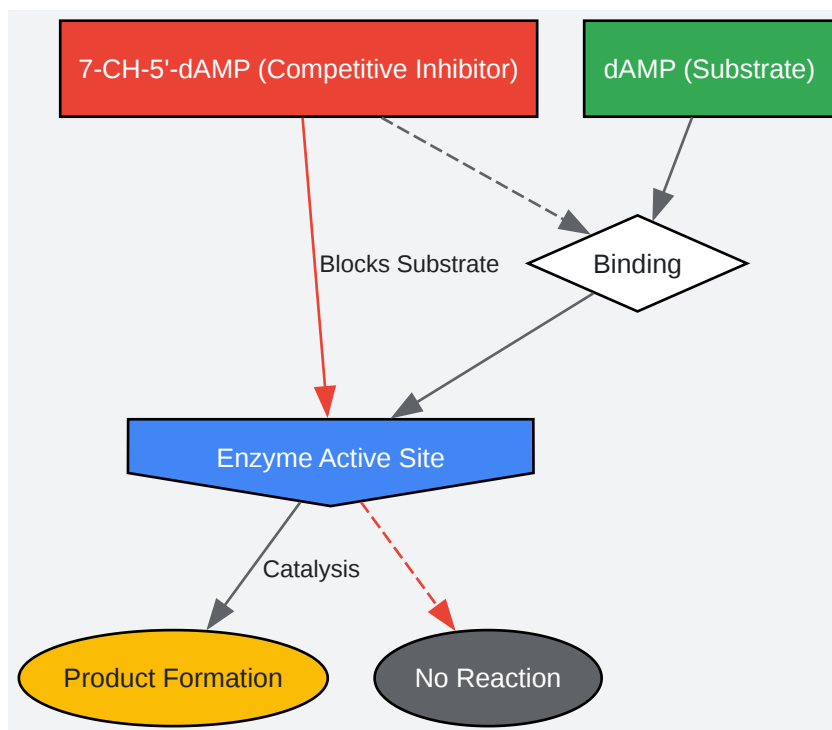 7-CH-5'-dAMP (Competitive Inhibitor)
dAMP (Substrate)
Blocks Substrate
Binding
Enzyme Active Site
Catalysis
Product Formation
No Reaction